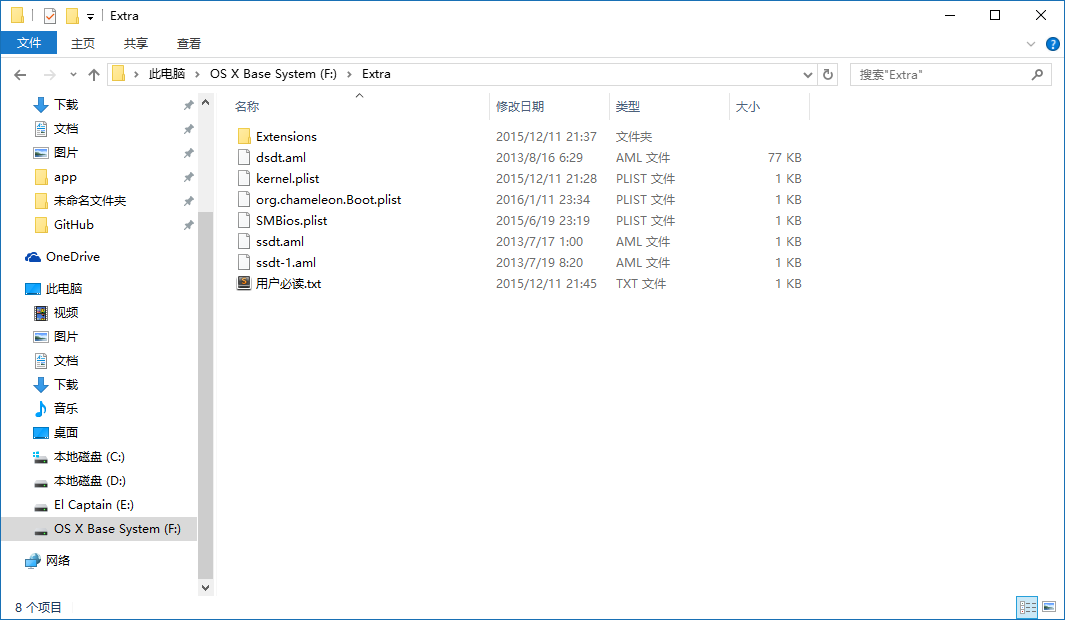 Extra
文件 主页 共享 查看
此电脑 OS X Base System (F:) Extra
搜索"Extra"
下载
文档
图片
app
未命名文件夹
GitHub
OneDrive
此电脑
视频
图片
文档
下载
音乐
桌面
本地磁盘 (C:)
本地磁盘 (D:)
El Captain (E:)
OS X Base System (F:)
网络
名称 修改日期 类型 大小
Extensions 2015/12/11 21:37 文件夹
dsdt.aml 2013/8/16 6:29 AML 文件 77 KB
kernel.plist 2015/12/11 21:28 PLIST 文件 1 KB
org.chameleon.Boot.plist 2016/1/11 23:34 PLIST 文件 1 KB
SMBios.plist 2015/6/19 23:19 PLIST 文件 1 KB
ssdt.aml 2013/7/17 1:00 AML 文件 1 KB
ssdt-1.aml 2013/7/19 8:20 AML 文件 1 KB
用户必读.txt 2015/12/11 21:45 TXT 文件 1 KB
8 个项目